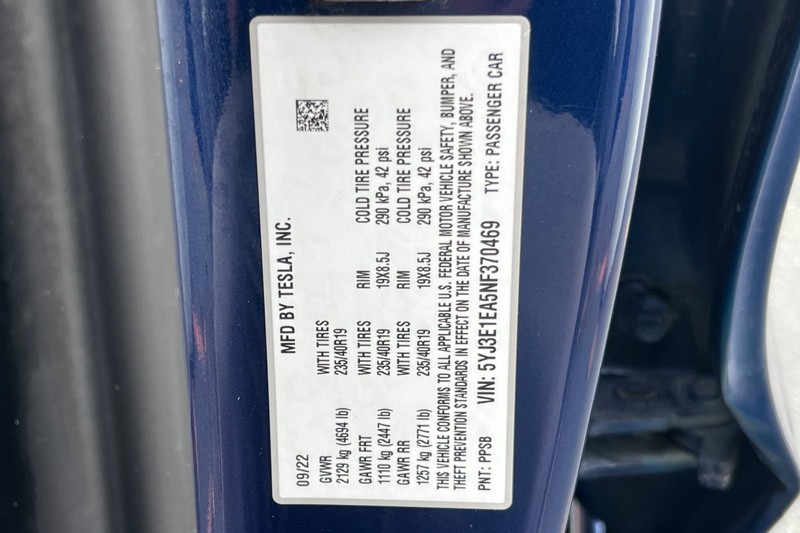 MFD BY TESLA, INC.
09/22
GVWR WITH TIRES
2129 kg (4694 lb) 235/40R19
GAWR FRT WITH TIRES RIM COLD TIRE PRESSURE
1110 kg (2447 lb) 235/40R19 19X8.5J 290 kPa, 42 psi
GAWR RR WITH TIRES RIM COLD TIRE PRESSURE
1257 kg (2771 lb) 235/40R19 19X8.5J 290 kPa, 42 psi
THIS VEHICLE CONFORMS TO ALL APPLICABLE U.S. FEDERAL MOTOR VEHICLE SAFETY, BUMPER, AND
THEFT PREVENTION STANDARDS IN EFFECT ON THE DATE OF MANUFACTURE SHOWN ABOVE.
PNT: PPSB VIN: 5YJ3E1EA5NF370469 TYPE: PASSENGER CAR